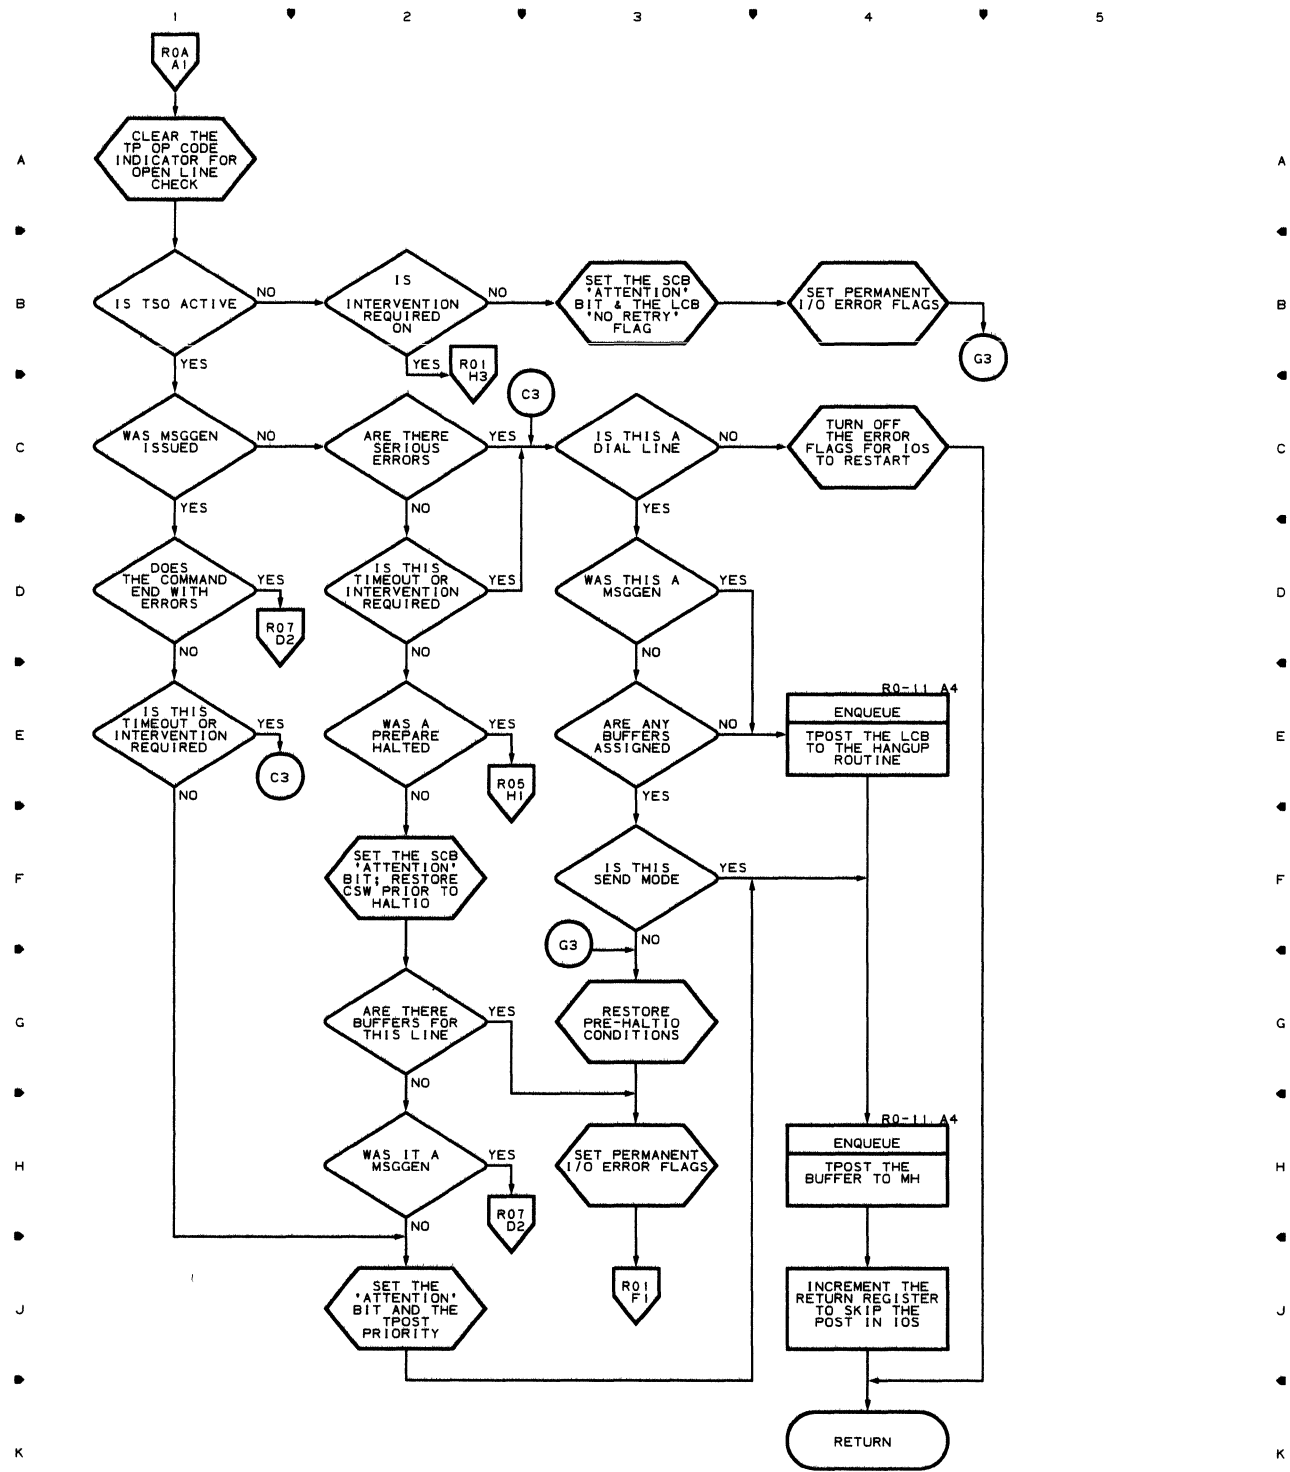 1 2 3 4 5
R0A
A1
CLEAR THE
TP OP CODE
INDICATOR FOR
OPEN LINE
CHECK
A A
B B
IS TSO ACTIVE
NO
YES
IS
INTERVENTION
REQUIRED
ON
NO
YES
R01
H3
SET THE SCB
'ATTENTION'
BIT & THE LCB
'NO RETRY'
FLAG
SET PERMANENT
I/O ERROR FLAGS
G3
C3
C C
WAS MSGGEN
ISSUED
NO
YES
ARE THERE
SERIOUS
ERRORS
YES
NO
IS THIS A
DIAL LINE
NO
YES
TURN OFF
THE ERROR
FLAGS FOR IOS
TO RESTART
D D
DOES
THE COMMAND
END WITH
ERRORS
YES
NO
R07
D2
IS THIS
TIMEOUT OR
INTERVENTION
REQUIRED
YES
NO
WAS THIS A
MSGGEN
YES
NO
E E
IS THIS
TIMEOUT OR
INTERVENTION
REQUIRED
YES
NO
C3
WAS A
PREPARE
HALTED
YES
NO
R05
H1
ARE ANY
BUFFERS
ASSIGNED
NO
YES
R0-11 A4
ENQUEUE
TPOST THE LCB
TO THE HANGUP
ROUTINE
F F
SET THE SCB
'ATTENTION'
BIT; RESTORE
CSW PRIOR TO
HALTIO
IS THIS
SEND MODE
YES
NO
G3
G G
ARE THERE
BUFFERS FOR
THIS LINE
YES
NO
RESTORE
PRE-HALTIO
CONDITIONS
H H
WAS IT A
MSGGEN
YES
NO
R07
D2
SET PERMANENT
I/O ERROR FLAGS
R0-11 A4
ENQUEUE
TPOST THE
BUFFER TO MH
J J
SET THE
'ATTENTION'
BIT AND THE
TPOST
PRIORITY
R01
F1
INCREMENT THE
RETURN REGISTER
TO SKIP THE
POST IN IOS
K K
RETURN